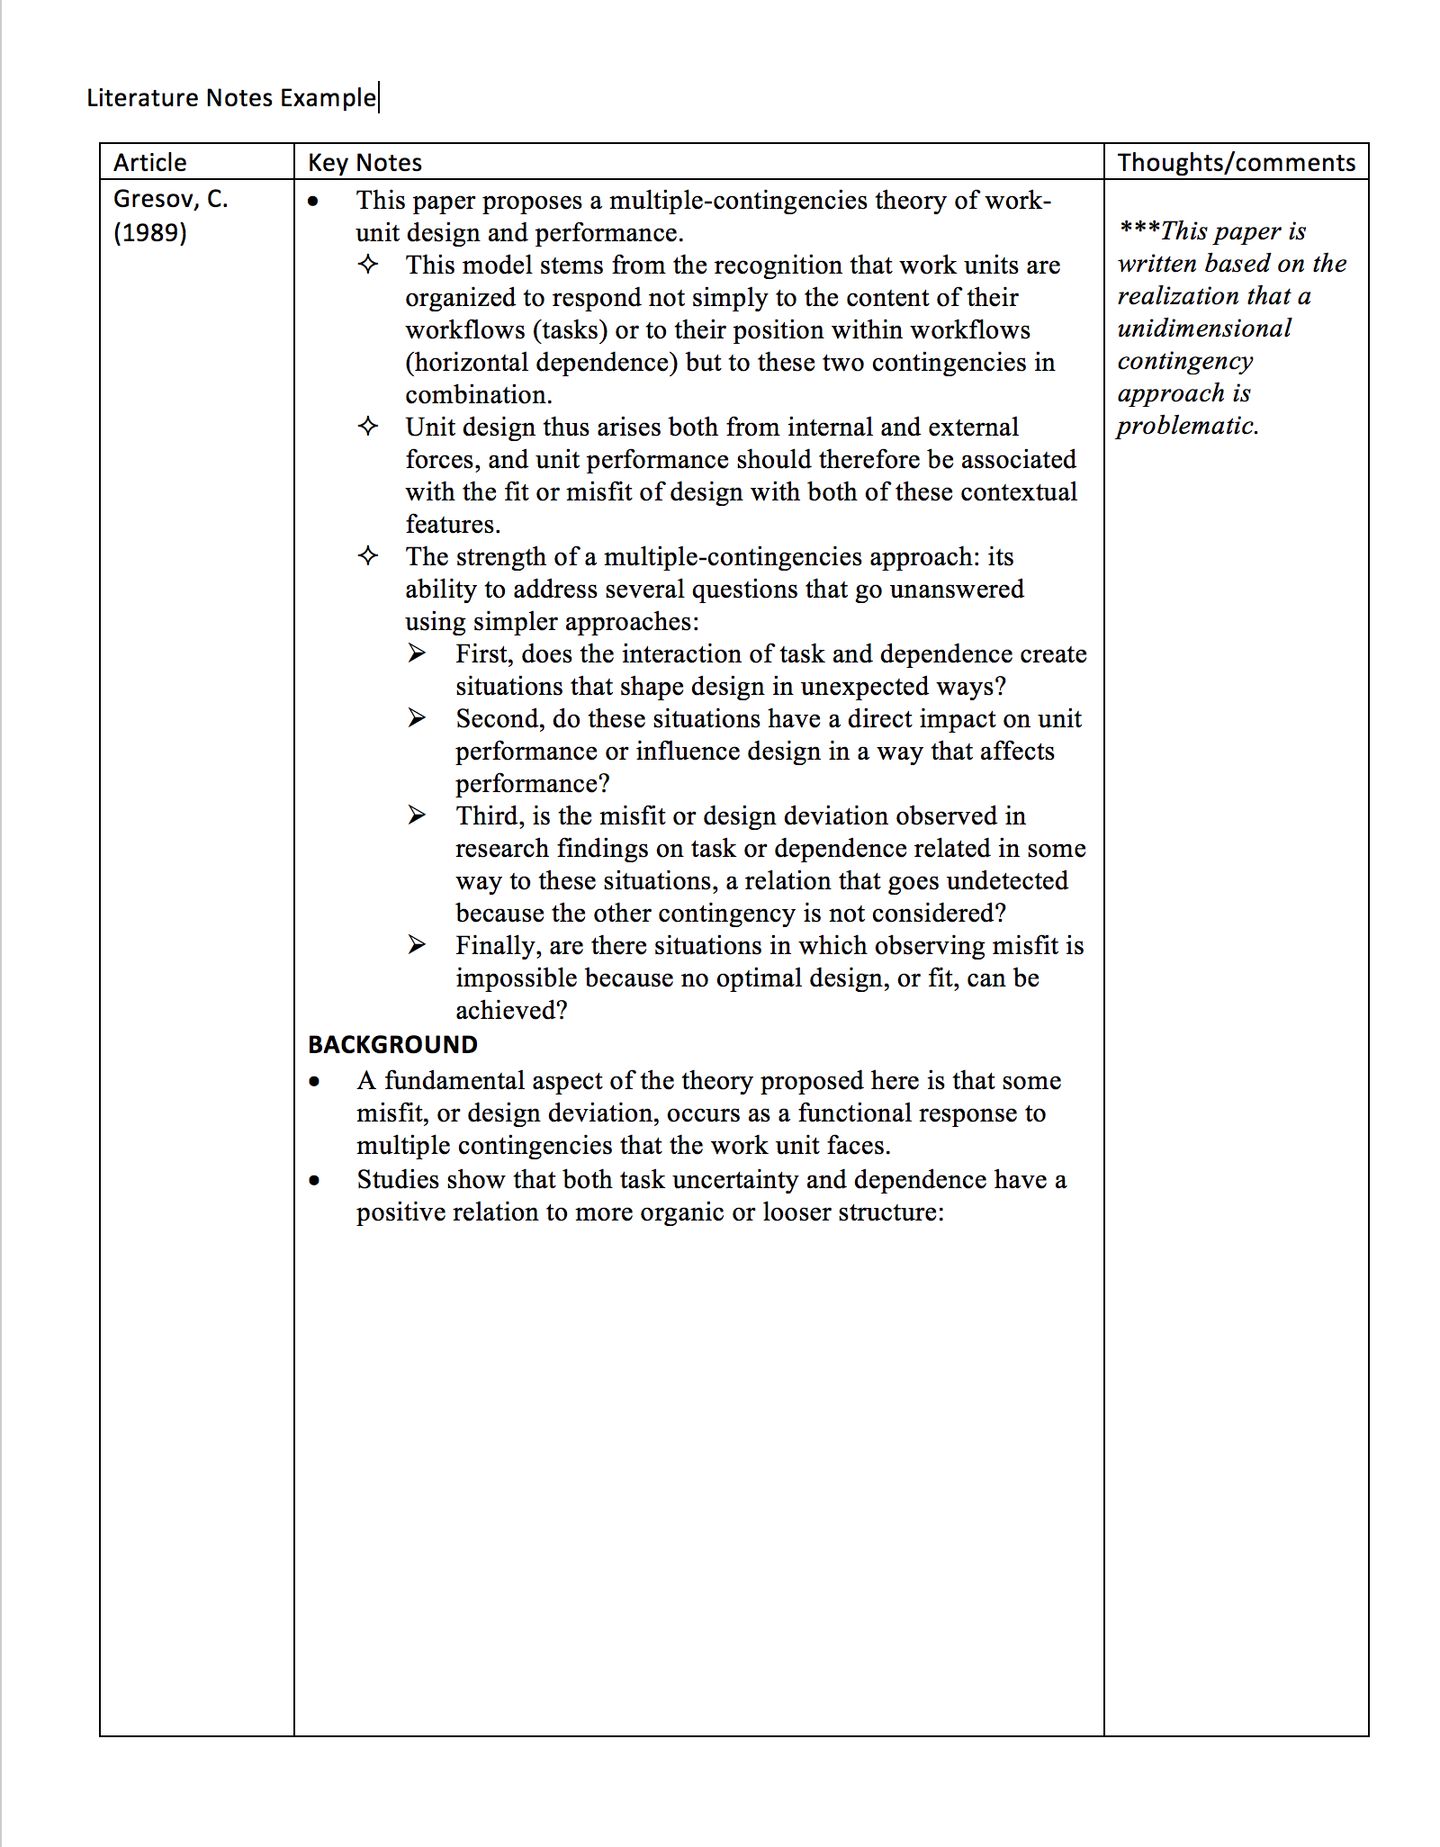 Literature Notes Example
Article
Key Notes
Thoughts/comments
Gresov, C.
(1989)
• This paper proposes a multiple-contingencies theory of work-
unit design and performance.
✧ This model stems from the recognition that work units are
organized to respond not simply to the content of their
workflows (tasks) or to their position within workflows
(horizontal dependence) but to these two contingencies in
combination.
✧ Unit design thus arises both from internal and external
forces, and unit performance should therefore be associated
with the fit or misfit of design with both of these contextual
features.
✧ The strength of a multiple-contingencies approach: its
ability to address several questions that go unanswered
using simpler approaches:
➢ First, does the interaction of task and dependence create
situations that shape design in unexpected ways?
➢ Second, do these situations have a direct impact on unit
performance or influence design in a way that affects
performance?
➢ Third, is the misfit or design deviation observed in
research findings on task or dependence related in some
way to these situations, a relation that goes undetected
because the other contingency is not considered?
➢ Finally, are there situations in which observing misfit is
impossible because no optimal design, or fit, can be
achieved?
BACKGROUND
• A fundamental aspect of the theory proposed here is that some
misfit, or design deviation, occurs as a functional response to
multiple contingencies that the work unit faces.
• Studies show that both task uncertainty and dependence have a
positive relation to more organic or looser structure:
***This paper is
written based on the
realization that a
unidimensional
contingency
approach is
problematic.